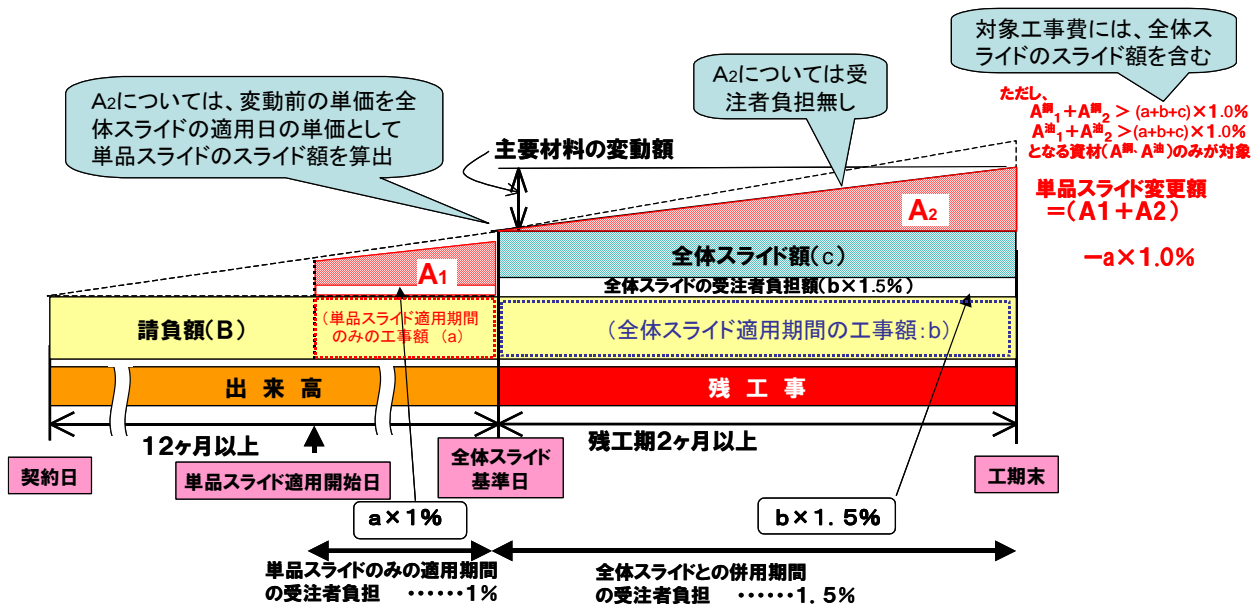 対象工事費には、全体ス
ライドのスライド額を含む
A2については受
注者負担無し
A2については、変動前の単価を全
体スライドの適用日の単価として
単品スライドのスライド額を算出
ただし、
A鋼1+A鋼2>(a+b+c)×1.0%
A油1+A油2>(a+b+c)×1.0%
となる資材(A鋼、A油)のみが対象
主要材料の変動額
単品スライド変更額
=(A1+A2)
-a×1.0%
A2
A1
全体スライド額(c)
全体スライドの受注者負担額(b×1.5%)
請負額(B)
(単品スライド適用期間
のみの工事額 (a)
(全体スライド適用期間の工事額:b)
出 来 高
残 工 事
12ヶ月以上
残工期2ヶ月以上
契約日
単品スライド適用開始日
全体スライド
基準日
工期末
a×1%
b×1.5%
単品スライドのみの適用期間
の受注者負担 ……1%
全体スライドとの併用期間
の受注者負担 ……1.5%